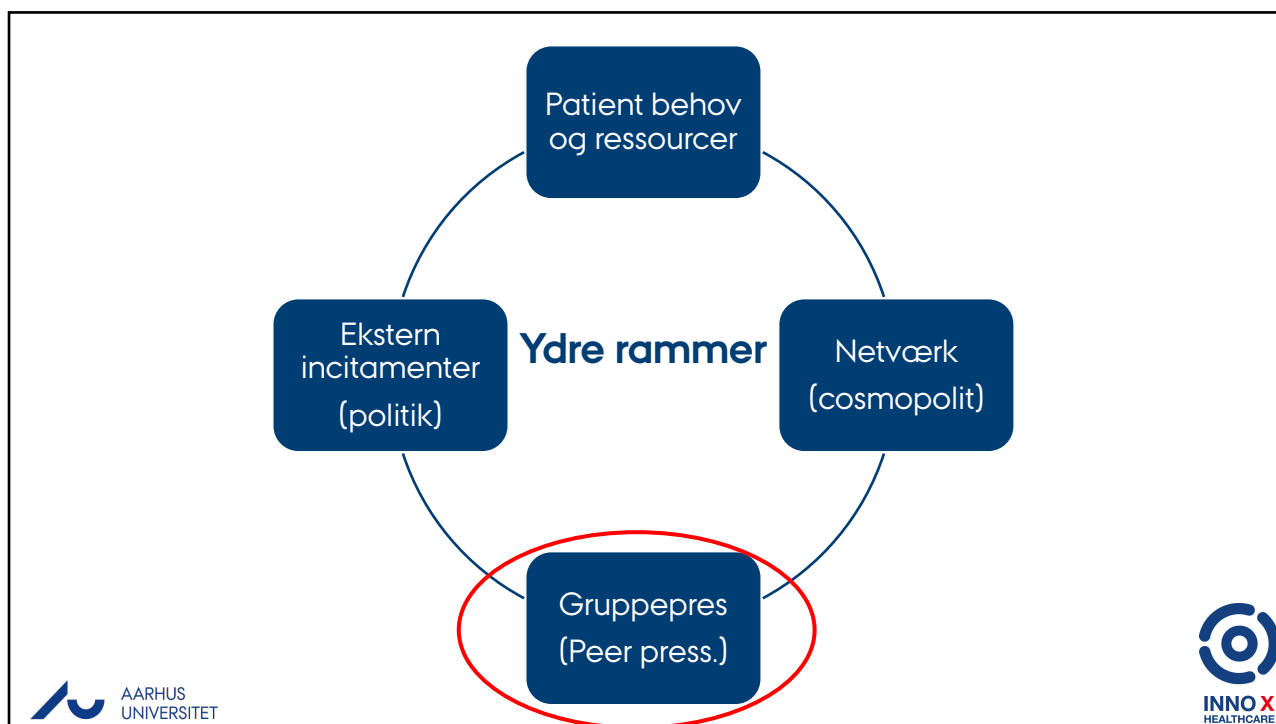 Patient behov
og ressourcer
Ekstern
incitamenter
(politik)
Ydre rammer
Netværk
(cosmopolit)
Gruppepres
(Peer press.)
AARHUS
UNIVERSITET
INNO X
HEALTHCARE